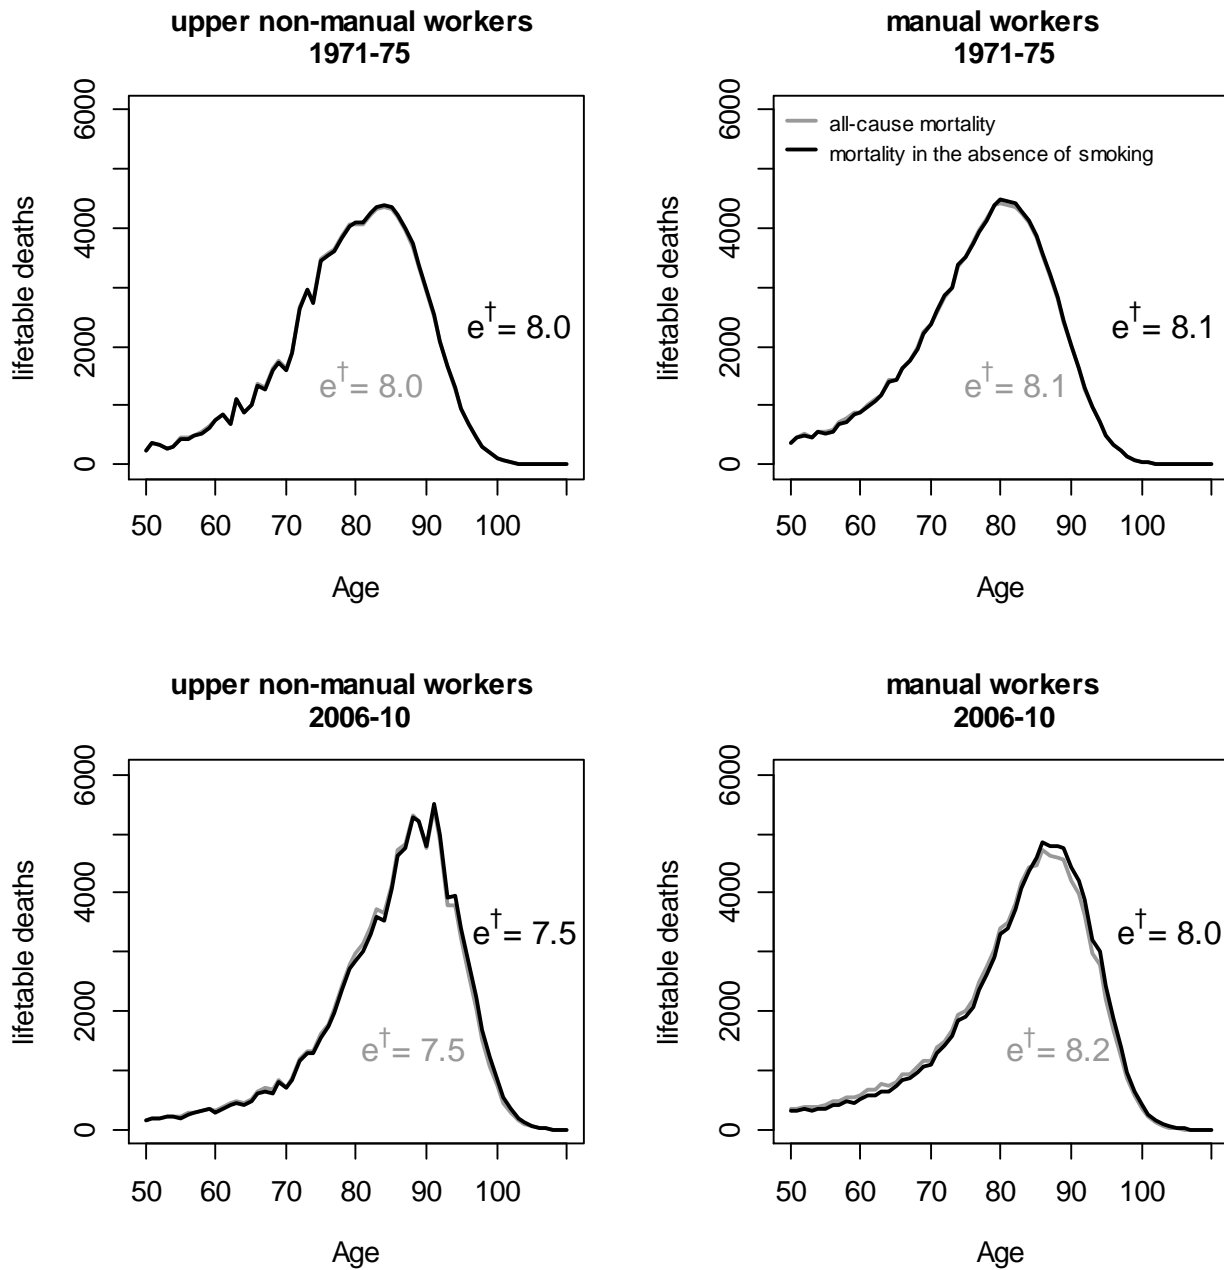 upper non-manual workers
1971-75
lifetable deaths
6000
4000
2000
0
e†= 8.0
e†= 8.0
50 60 70 80 90 100
Age
manual workers
1971-75
lifetable deaths
6000
4000
2000
0
all-cause mortality
mortality in the absence of smoking
e†= 8.1
e†= 8.1
50 60 70 80 90 100
Age
upper non-manual workers
2006-10
lifetable deaths
6000
4000
2000
0
e†= 7.5
e†= 7.5
50 60 70 80 90 100
Age
manual workers
2006-10
lifetable deaths
6000
4000
2000
0
e†= 8.0
e†= 8.2
50 60 70 80 90 100
Age